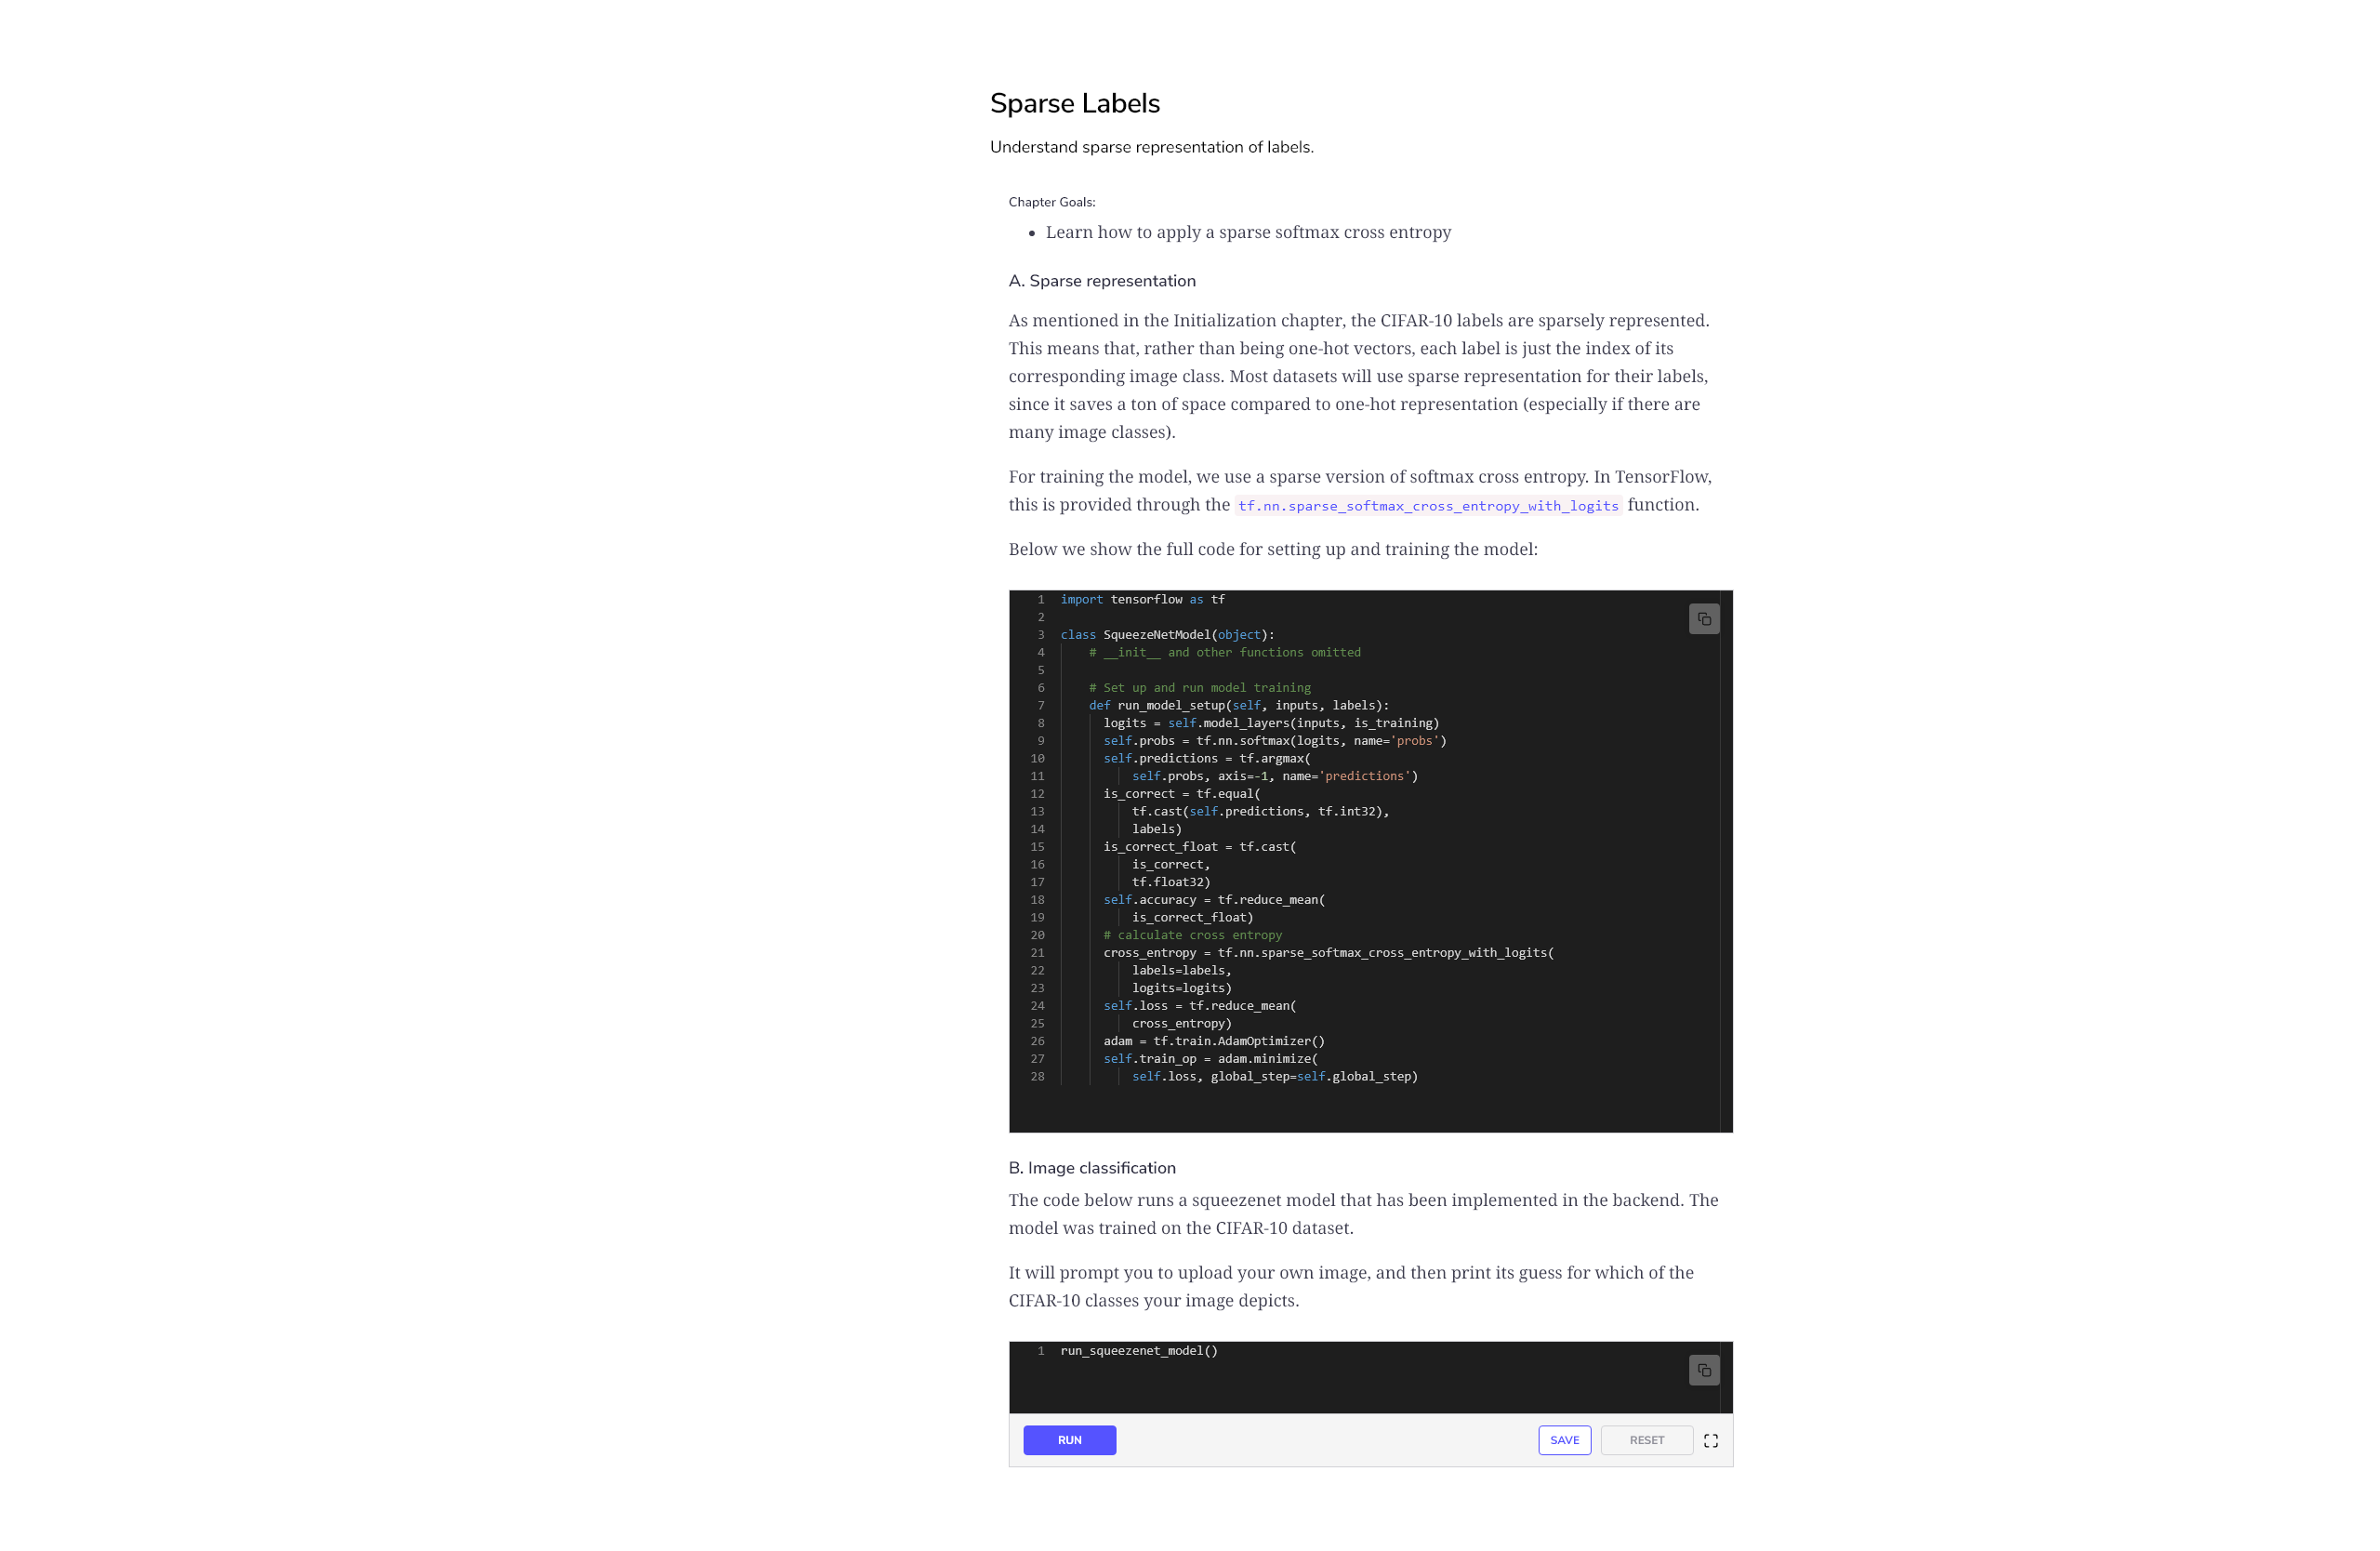 Sparse Labels
Understand sparse representation of labels.
Chapter Goals:
• Learn how to apply a sparse softmax cross entropy
A. Sparse representation
As mentioned in the Initialization chapter, the CIFAR-10 labels are sparsely represented.
This means that, rather than being one-hot vectors, each label is just the index of its
corresponding image class. Most datasets will use sparse representation for their labels,
since it saves a ton of space compared to one-hot representation (especially if there are
many image classes).
For training the model, we use a sparse version of softmax cross entropy. In TensorFlow,
this is provided through the tf.nn.sparse_softmax_cross_entropy_with_logits function.
Below we show the full code for setting up and training the model:
1 import tensorflow as tf
2
3 class SqueezeNetModel(object):
4     # __init__ and other functions omitted
5
6     # Set up and run model training
7     def run_model_setup(self, inputs, labels):
8       logits = self.model_layers(inputs, is_training)
9       self.probs = tf.nn.softmax(logits, name='probs')
10       self.predictions = tf.argmax(
11           self.probs, axis=-1, name='predictions')
12       is_correct = tf.equal(
13           tf.cast(self.predictions, tf.int32),
14           labels)
15       is_correct_float = tf.cast(
16           is_correct,
17           tf.float32)
18       self.accuracy = tf.reduce_mean(
19           is_correct_float)
20       # calculate cross entropy
21       cross_entropy = tf.nn.sparse_softmax_cross_entropy_with_logits(
22           labels=labels,
23           logits=logits)
24       self.loss = tf.reduce_mean(
25           cross_entropy)
26       adam = tf.train.AdamOptimizer()
27       self.train_op = adam.minimize(
28           self.loss, global_step=self.global_step)
B. Image classification
The code below runs a squeezenet model that has been implemented in the backend. The
model was trained on the CIFAR-10 dataset.
It will prompt you to upload your own image, and then print its guess for which of the
CIFAR-10 classes your image depicts.
1 run_squeezenet_model()
RUN SAVE RESET